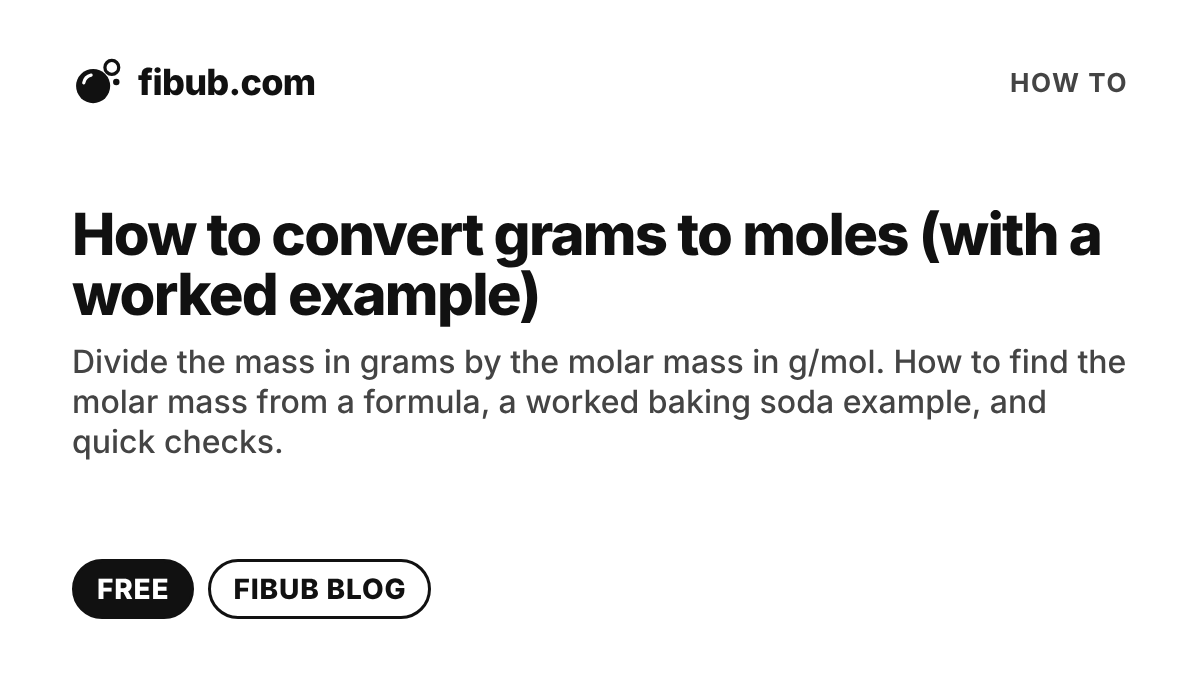 fibub.com
HOW TO
How to convert grams to moles (with a
worked example)
Divide the mass in grams by the molar mass in g/mol. How to find the
molar mass from a formula, a worked baking soda example, and
quick checks.
FREE
FIBUB BLOG